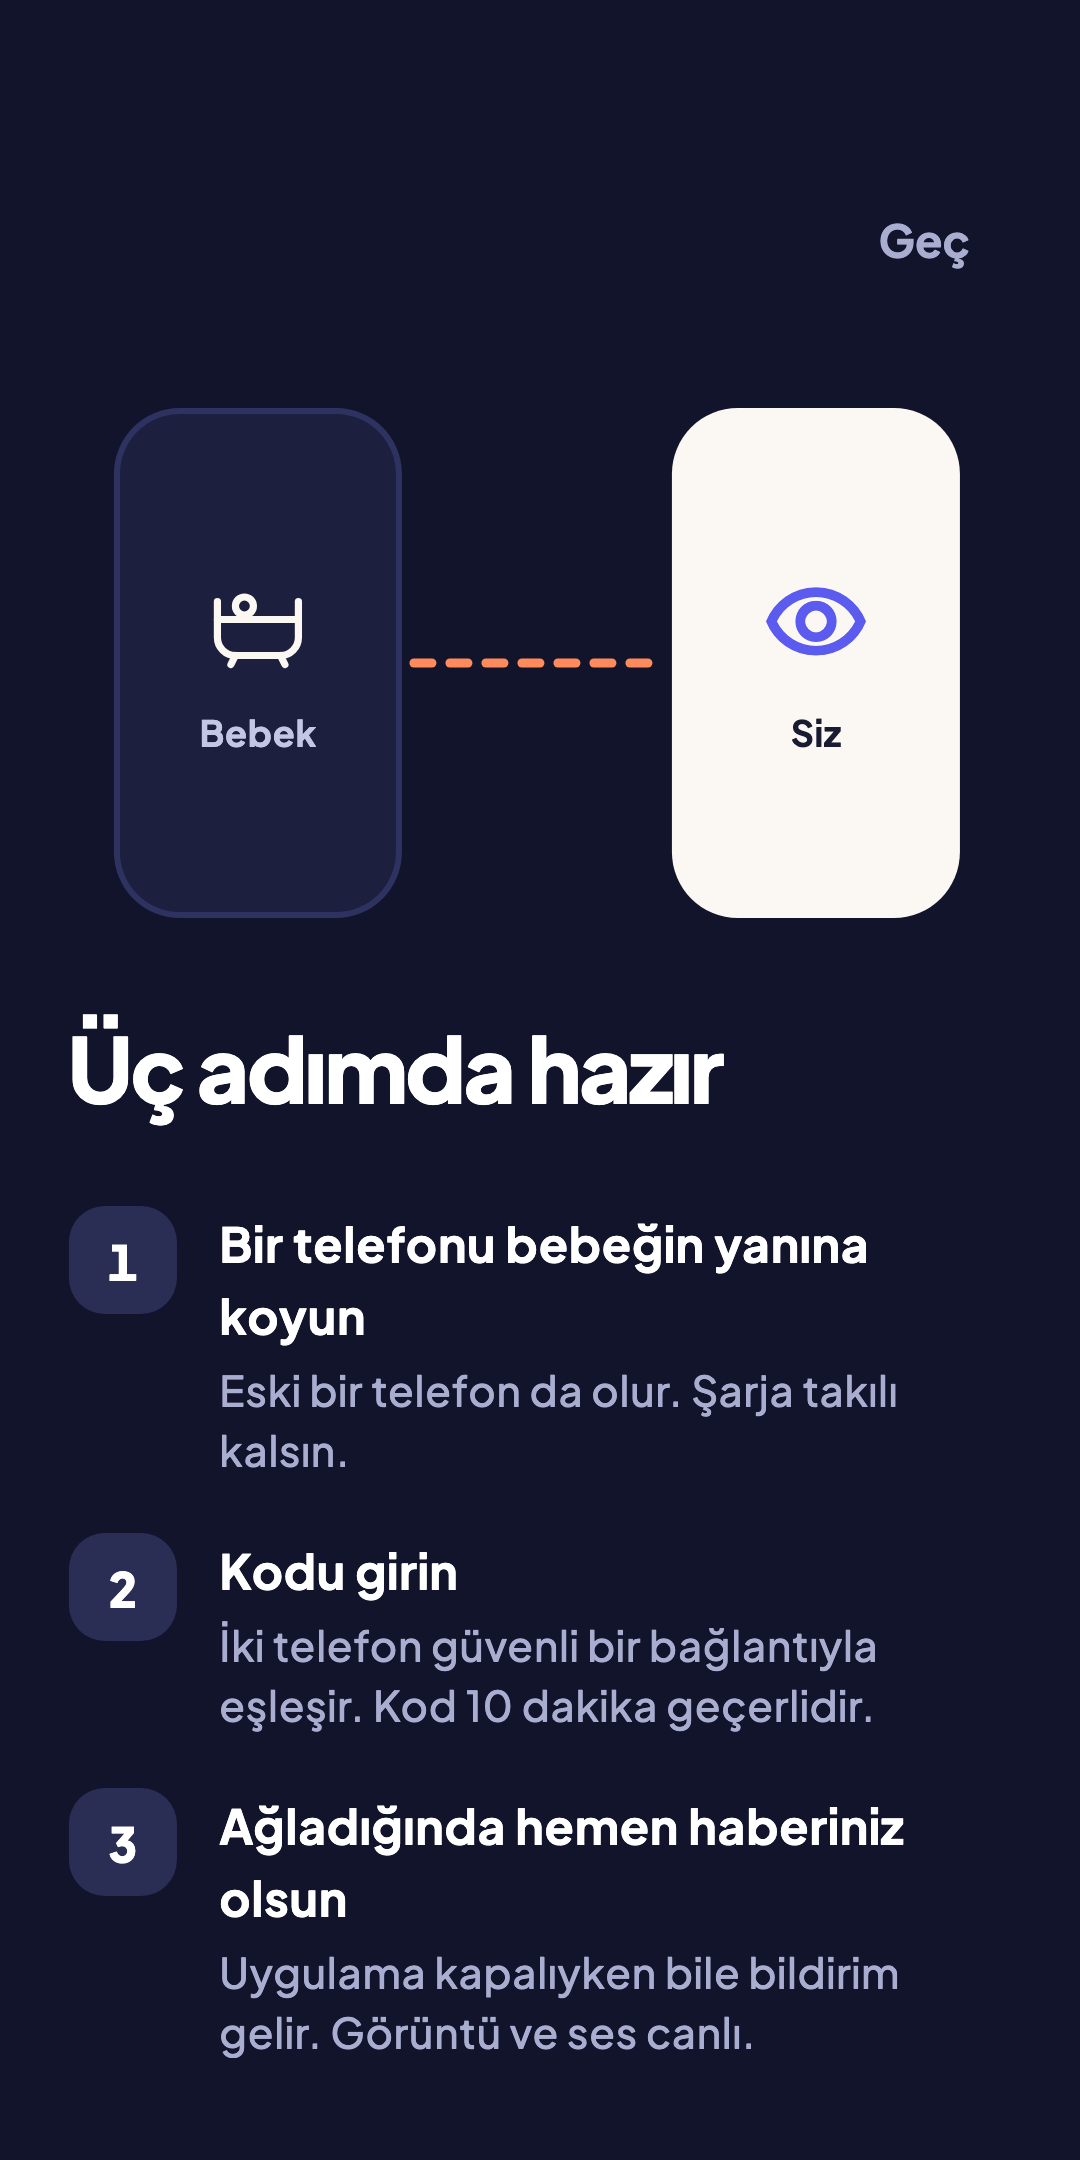 Geç
Bebek
Siz
Üç adımda hazır
1
Bir telefonu bebeğin yanına
koyun
Eski bir telefon da olur. Şarja takılı
kalsın.
2
Kodu girin
İki telefon güvenli bir bağlantıyla
eşleşir. Kod 10 dakika geçerlidir.
3
Ağladığında hemen haberiniz
olsun
Uygulama kapalıyken bile bildirim
gelir. Görüntü ve ses canlı.